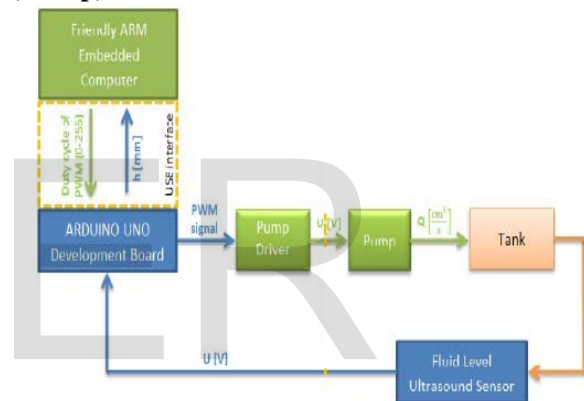 Friendly ARM
Embedded
Computer
Duty cycle of
PWM [0-255]
h [mm]
USB interface
ARDUINO UNO
Development Board
PWM
signal
Pump
Driver
U [V]
Pump
Q [cm³/s]
Tank
U [V]
Fluid Level
Ultrasound Sensor
ER